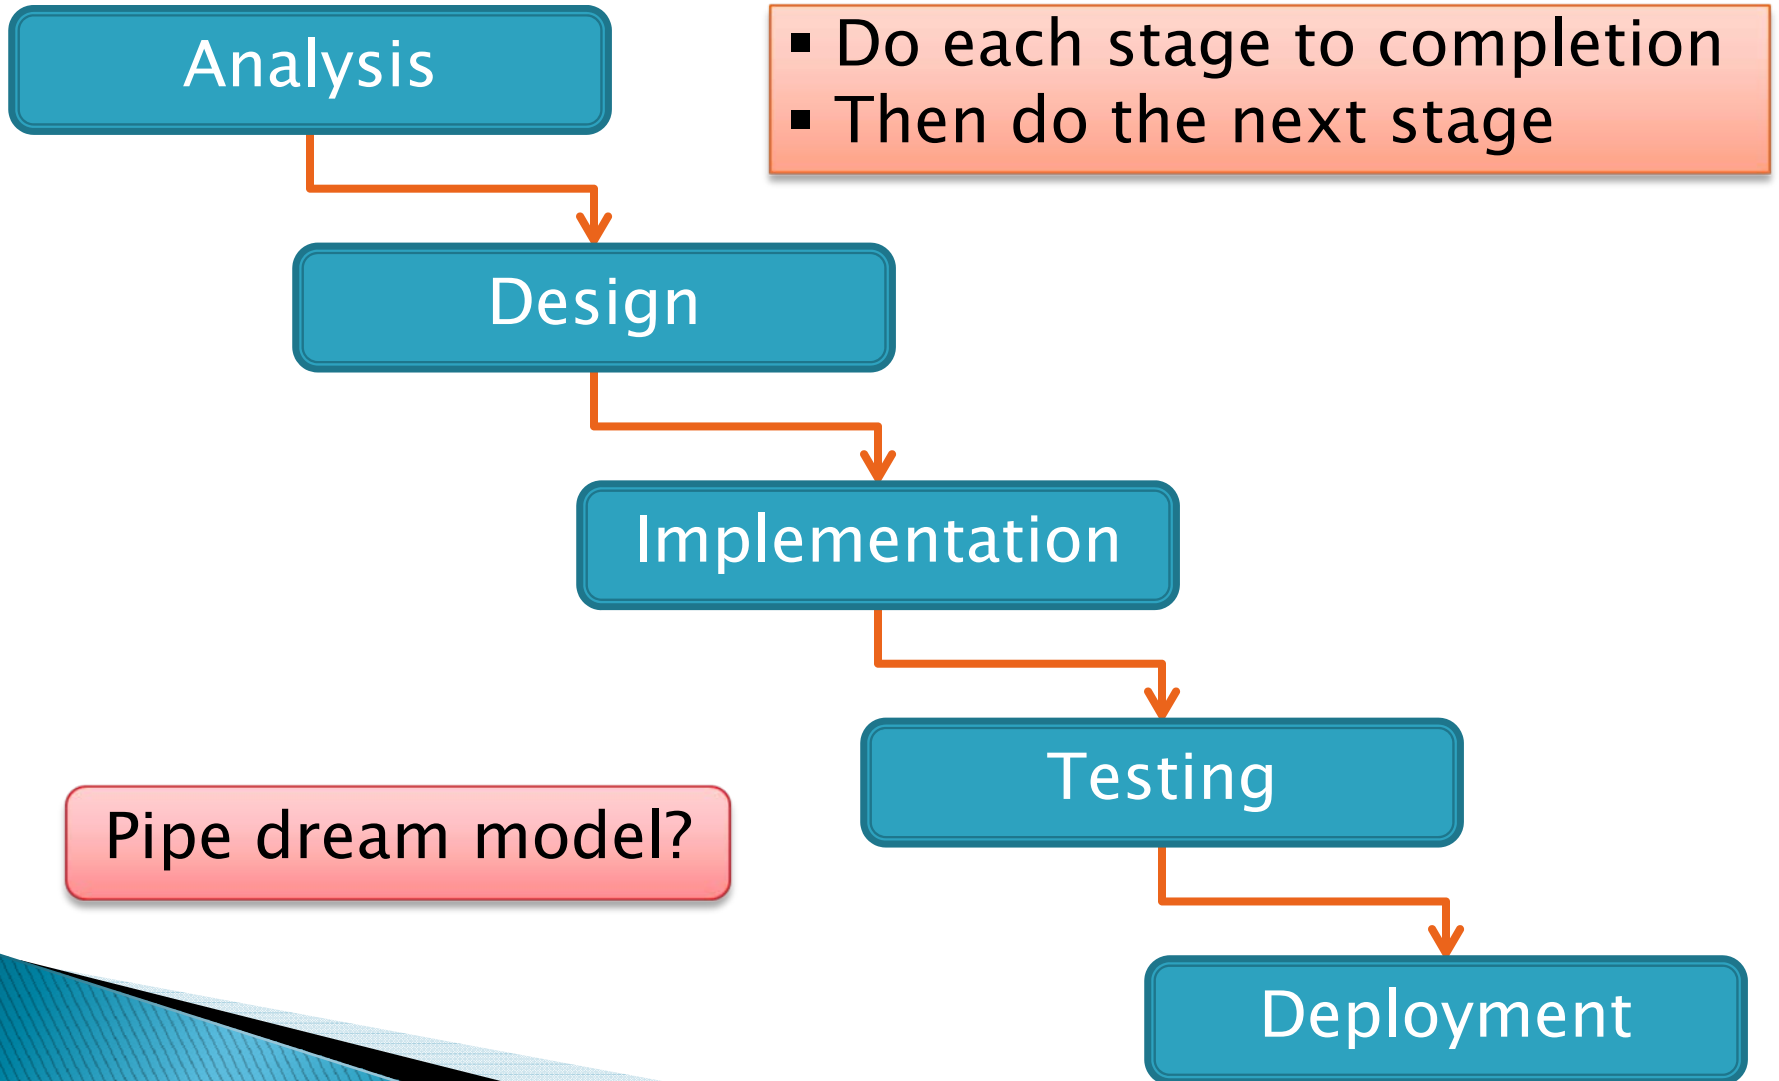 Analysis
▪ Do each stage to completion
▪ Then do the next stage
Design
Implementation
Testing
Pipe dream model?
Deployment